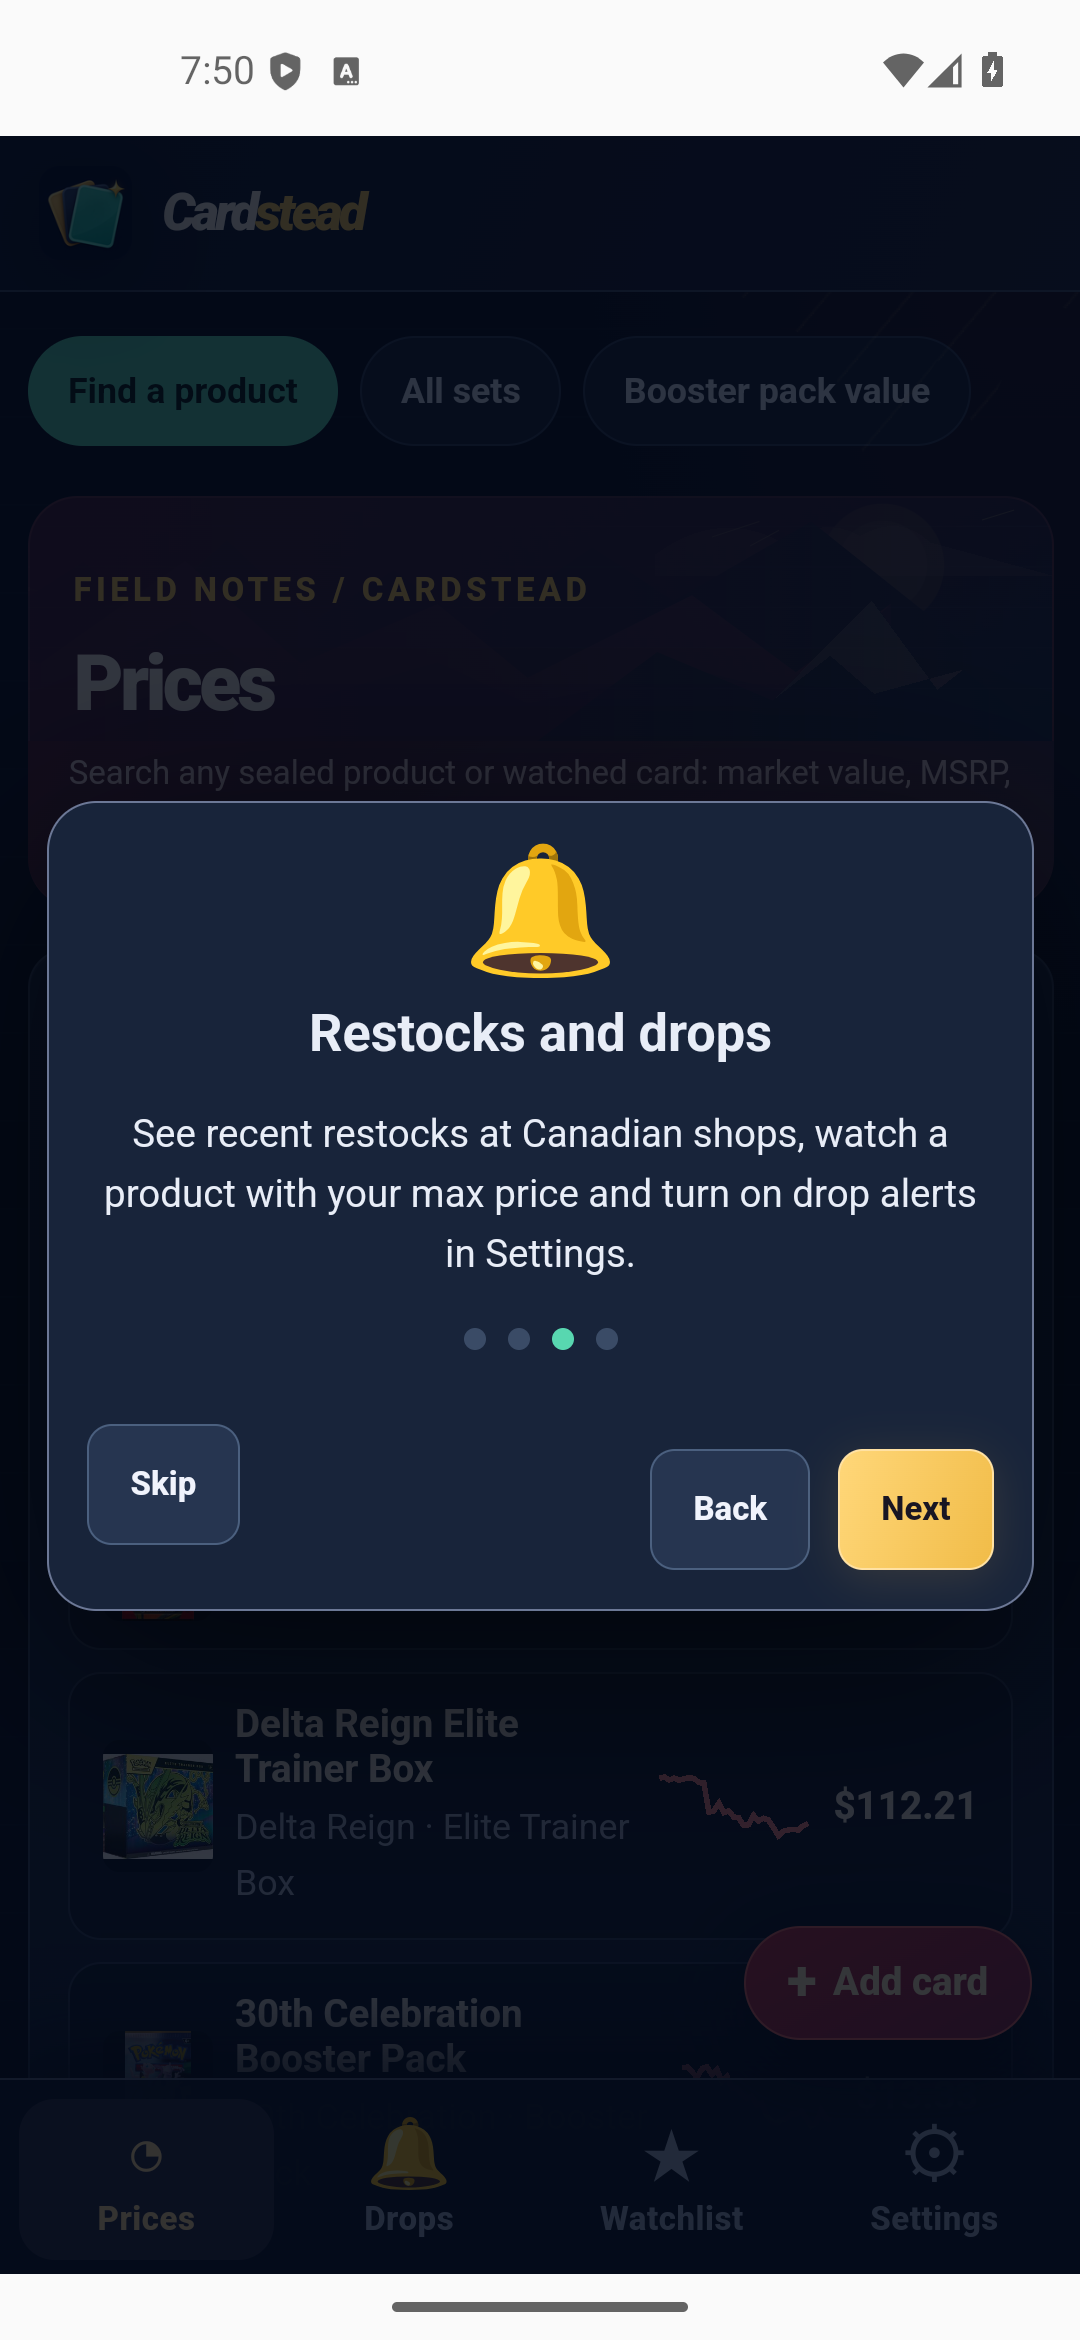 7:50
Cardstead
Find a product
All sets
Booster pack value
FIELD NOTES / CARDSTEAD
Prices
Search any sealed product or watched card: market value, MSRP,
Restocks and drops
See recent restocks at Canadian shops, watch a
product with your max price and turn on drop alerts
in Settings.
Skip
Back
Next
Delta Reign Elite
Trainer Box
Delta Reign · Elite Trainer
Box
$112.21
+ Add card
30th Celebration
Booster Pack
Prices
Drops
Watchlist
Settings